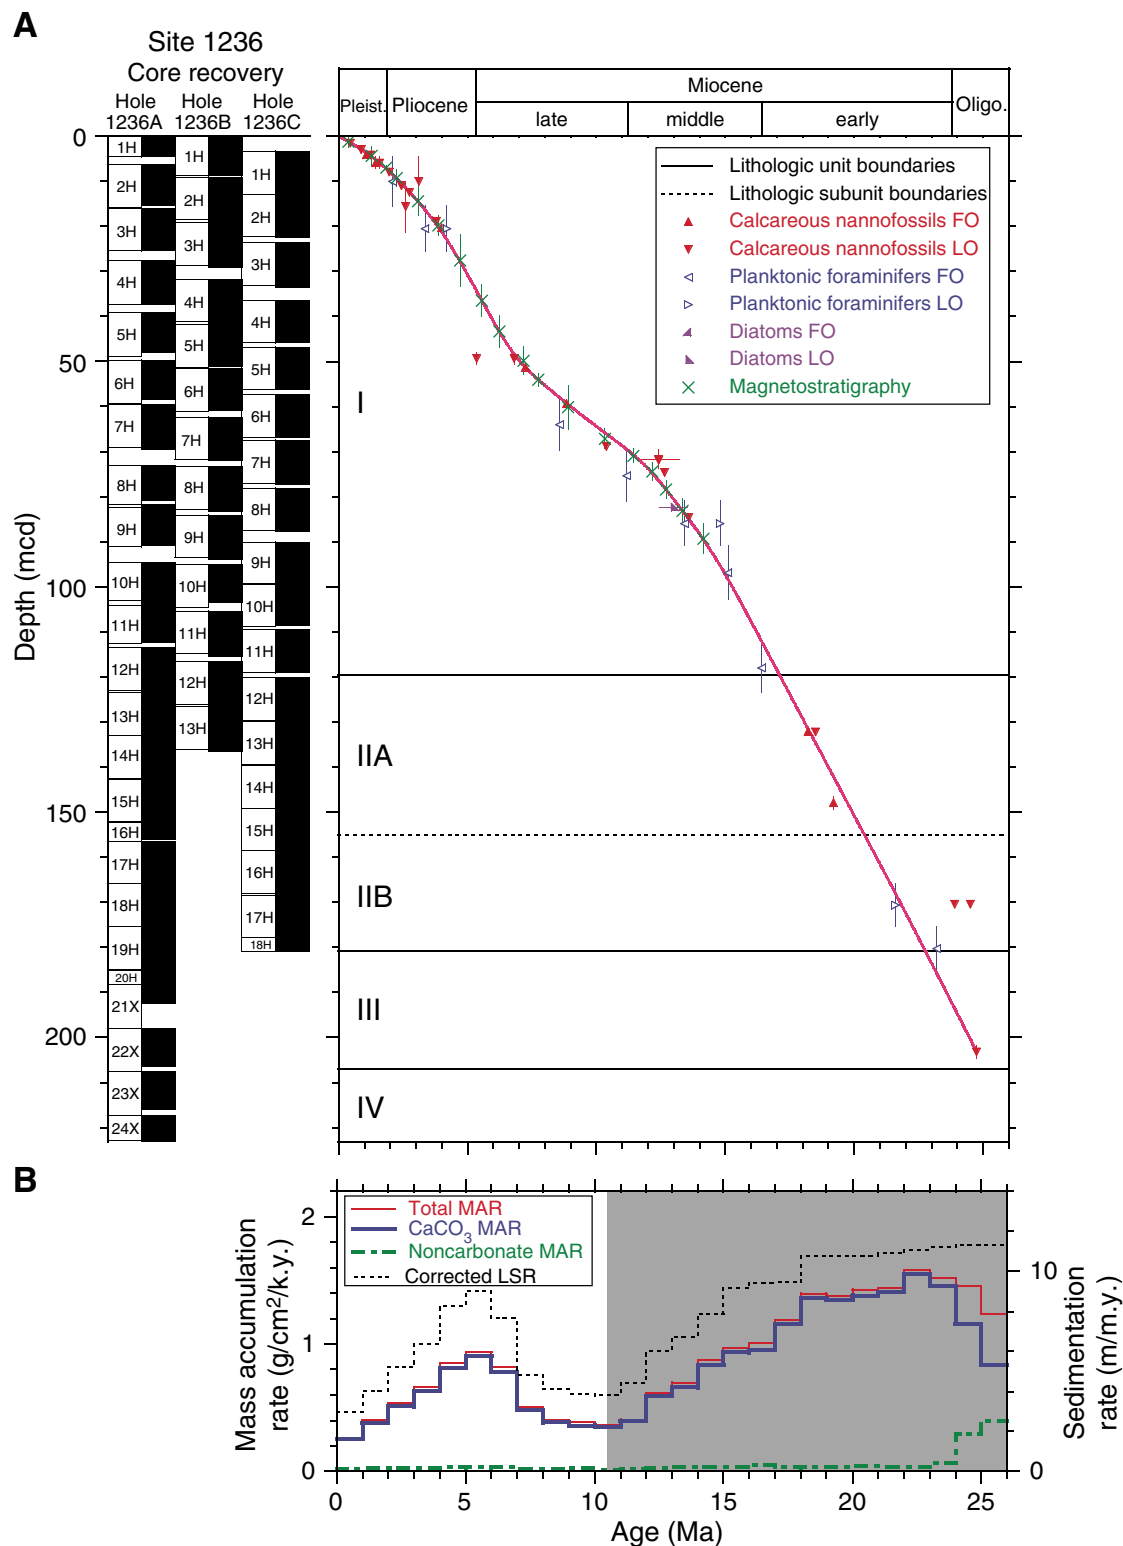 A
Site 1236
Core recovery
Hole 1236A
Hole 1236B
Hole 1236C
Pleist.
Pliocene
Miocene
late
middle
early
Oligo.
Depth (mcd)
0
50
100
150
200
1H
2H
3H
4H
5H
6H
7H
8H
9H
10H
11H
12H
13H
14H
15H
16H
17H
18H
19H
20H
21X
22X
23X
24X
1H
2H
3H
4H
5H
6H
7H
8H
9H
10H
11H
12H
13H
1H
2H
3H
4H
5H
6H
7H
8H
9H
10H
11H
12H
13H
14H
15H
16H
17H
18H
Lithologic unit boundaries
Lithologic subunit boundaries
Calcareous nannofossils FO
Calcareous nannofossils LO
Planktonic foraminifers FO
Planktonic foraminifers LO
Diatoms FO
Diatoms LO
Magnetostratigraphy
I
IIA
IIB
III
IV
B
Mass accumulation
rate (g/cm²/k.y.)
2
1
0
Total MAR
CaCO₃ MAR
Noncarbonate MAR
Corrected LSR
10
0
Sedimentation
rate (m/m.y.)
0 5 10 15 20 25
Age (Ma)